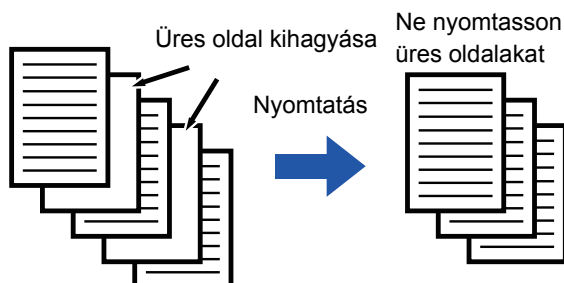 Üres oldal kihagyása
Nyomtatás
Ne nyomtasson
üres oldalakat